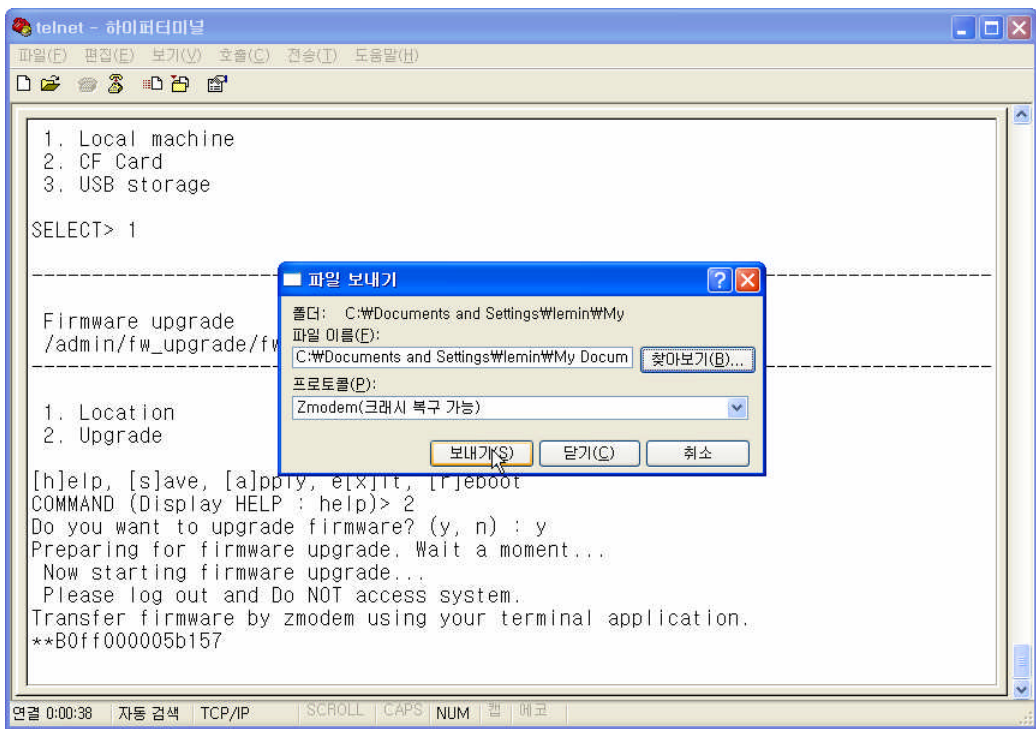 telnet - 하이퍼터미널
파일(F) 편집(E) 보기(V) 호출(C) 전송(T) 도움말(H)
1. Local machine
2. CF Card
3. USB storage
SELECT> 1
Firmware upgrade
/admin/fw_upgrade/fw
파일 보내기
폴더: C:₩Documents and Settings₩lemin₩My
파일 이름(F):
C:₩Documents and Settings₩lemin₩My Docum 찾아보기(B)...
프로토콜(P):
Zmodem(크래시 복구 가능)
보내기(S) 닫기(C) 취소
1. Location
2. Upgrade
[h]elp, [s]ave, [a]pply, e[x]it, [r]eboot
COMMAND (Display HELP : help)> 2
Do you want to upgrade firmware? (y, n) : y
Preparing for firmware upgrade. Wait a moment...
Now starting firmware upgrade...
Please log out and Do NOT access system.
Transfer firmware by zmodem using your terminal application.
**B0ff000005b157
연결 0:00:38 자동 검색 TCP/IP SCROLL CAPS NUM 캡 에코